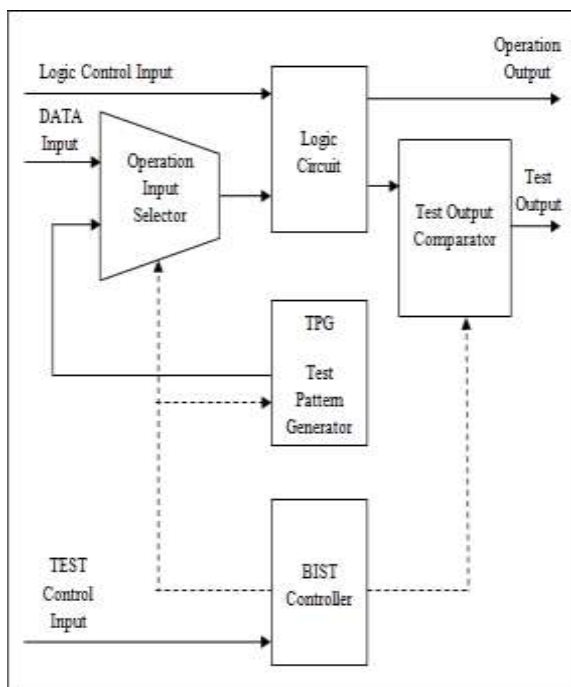 Operation
Output
Logic Control Input
DATA
Input
Operation
Input
Selector
Logic
Circuit
Test Output
Comparator
Test
Output
TPG
Test
Pattern
Generator
TEST
Control
Input
BIST
Controller